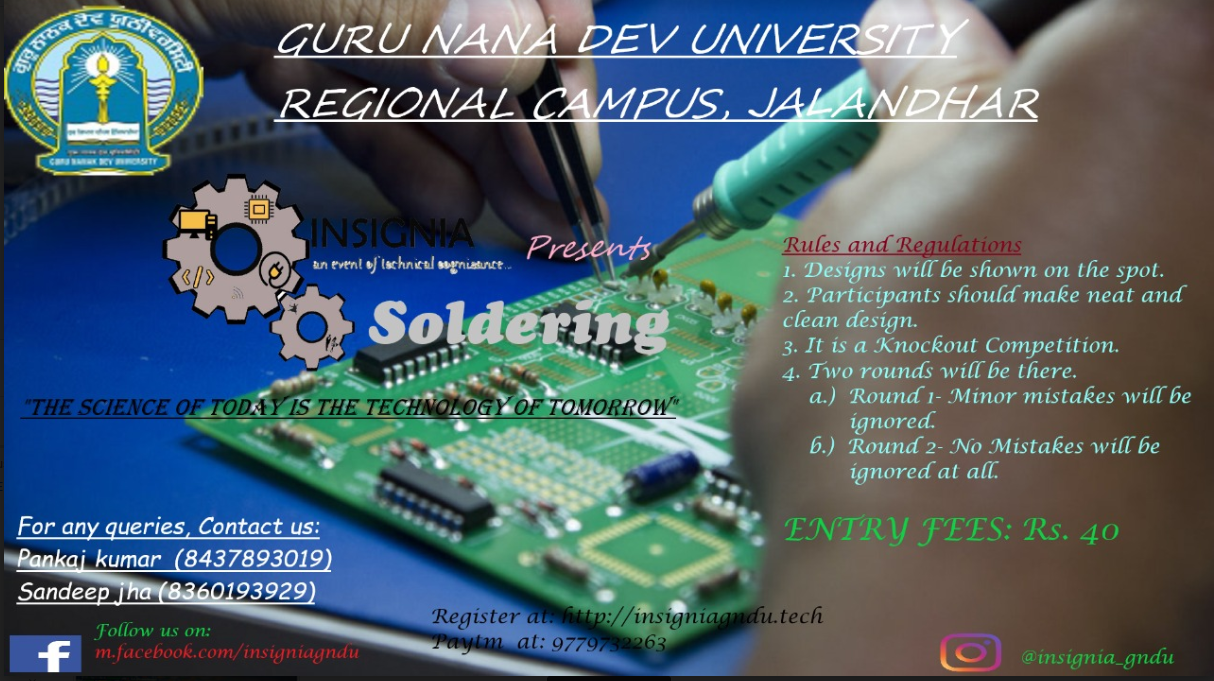 ਗੁਰੂ ਨਾਨਕ ਦੇਵ ਯੂਨੀਵਰਸਿਟੀ
GURU NANAK DEV UNIVERSITY
GURU NANA DEV UNIVERSITY
REGIONAL CAMPUS, JALANDHAR
INSIGNIA
an event of technical cognizance...
Presents
Soldering
"THE SCIENCE OF TODAY IS THE TECHNOLOGY OF TOMORROW"
Rules and Regulations
1. Designs will be shown on the spot.
2. Participants should make neat and
clean design.
3. It is a Knockout Competition.
4. Two rounds will be there.
a.) Round 1- Minor mistakes will be
ignored.
b.) Round 2- No Mistakes will be
ignored at all.
ENTRY FEES: Rs. 40
For any queries, Contact us:
Pankaj kumar (8437893019)
Sandeep jha (8360193929)
Register at: http://insigniagndu.tech
Paytm at: 9779732263
Follow us on:
m.facebook.com/insigniagndu
@insignia_gndu